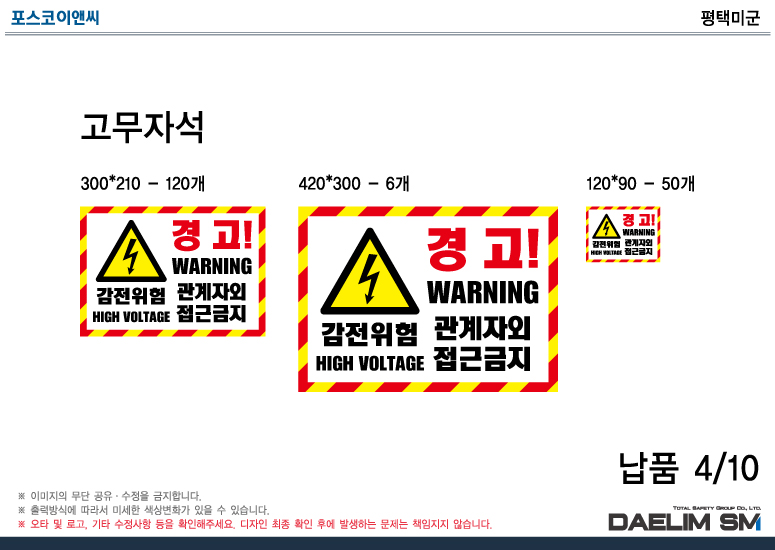 포스코이앤씨
평택미군
고무자석
300*210 - 120개
420*300 - 6개
120*90 - 50개
경 고!
WARNING
감전위험
HIGH VOLTAGE
관계자외
접근금지
경 고!
WARNING
감전위험
HIGH VOLTAGE
관계자외
접근금지
경 고!
WARNING
감전위험
HIGH VOLTAGE
관계자외
접근금지
납품 4/10
※ 이미지의 무단 공유 · 수정을 금지합니다.
※ 출력방식에 따라서 미세한 색상변화가 있을 수 있습니다.
※ 오타 및 로고, 기타 수정사항 등을 확인해주세요. 디자인 최종 확인 후에 발생하는 문제는 책임지지 않습니다.
TOTAL SAFETY GROUP CO., LTD.
DAELIM SM